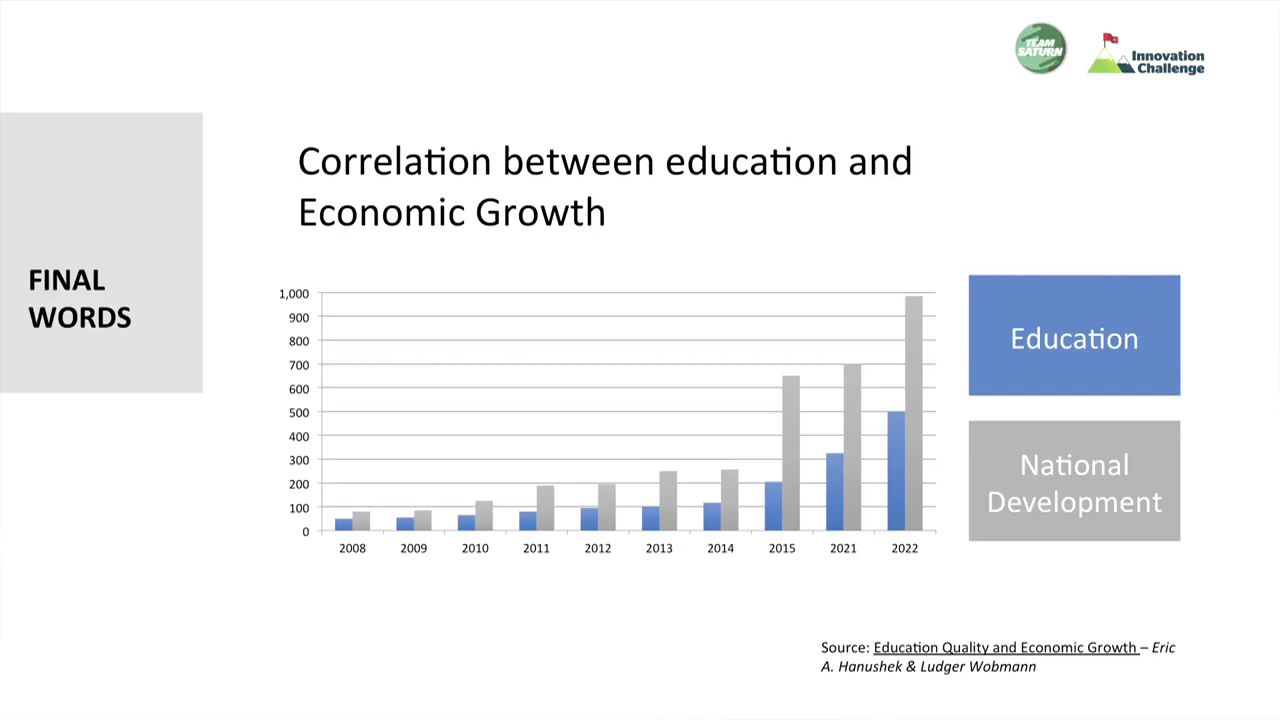 TEAM
SATURN
Innovation
Challenge
FINAL
WORDS
Correlation between education and
Economic Growth
1,000
900
800
700
600
500
400
300
200
100
0
2008 2009 2010 2011 2012 2013 2014 2015 2021 2022
Education
National
Development
Source: Education Quality and Economic Growth – Eric
A. Hanushek & Ludger Wobmann